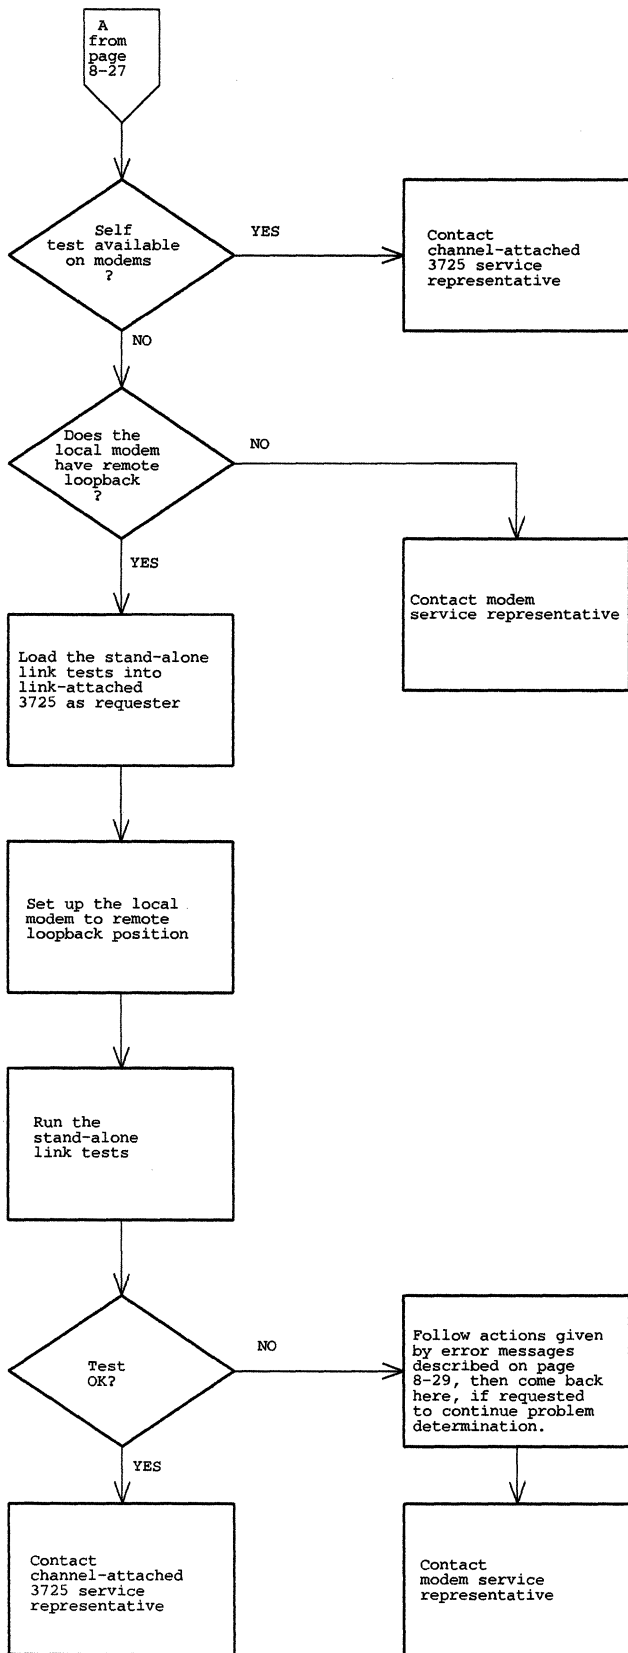 A
from
page
8-27
Self
test available
on modems
?
YES
Contact
channel-attached
3725 service
representative
NO
Does the
local modem
have remote
loopback
?
NO
Contact modem
service representative
YES
Load the stand-alone
link tests into
link-attached
3725 as requester
Set up the local
modem to remote
loopback position
Run the
stand-alone
link tests
Test
OK?
NO
Follow actions given
by error messages
described on page
8-29, then come back
here, if requested
to continue problem
determination.
YES
Contact
channel-attached
3725 service
representative
Contact
modem service
representative